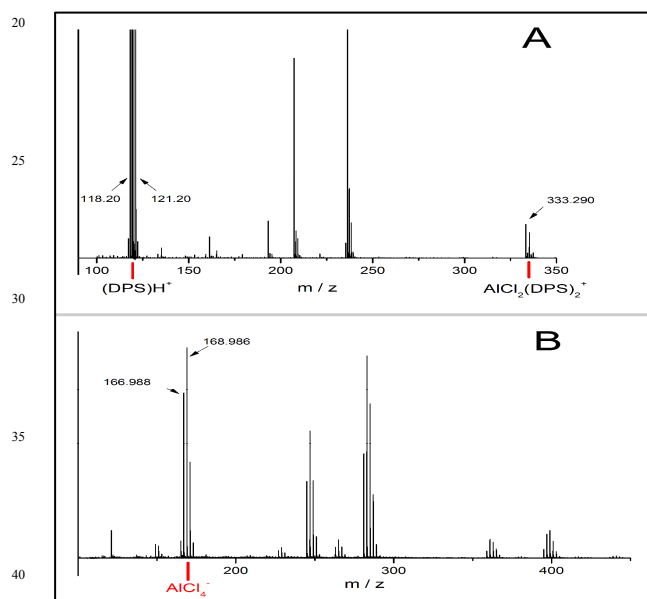 20
A
25
118.20
121.20
333.290
100 150 200 250 300 350
m / z
(DPS)H⁺
AlCl₂(DPS)₂⁺
30
B
168.986
166.988
35
200 300 400
m / z
AlCl₄⁻
40